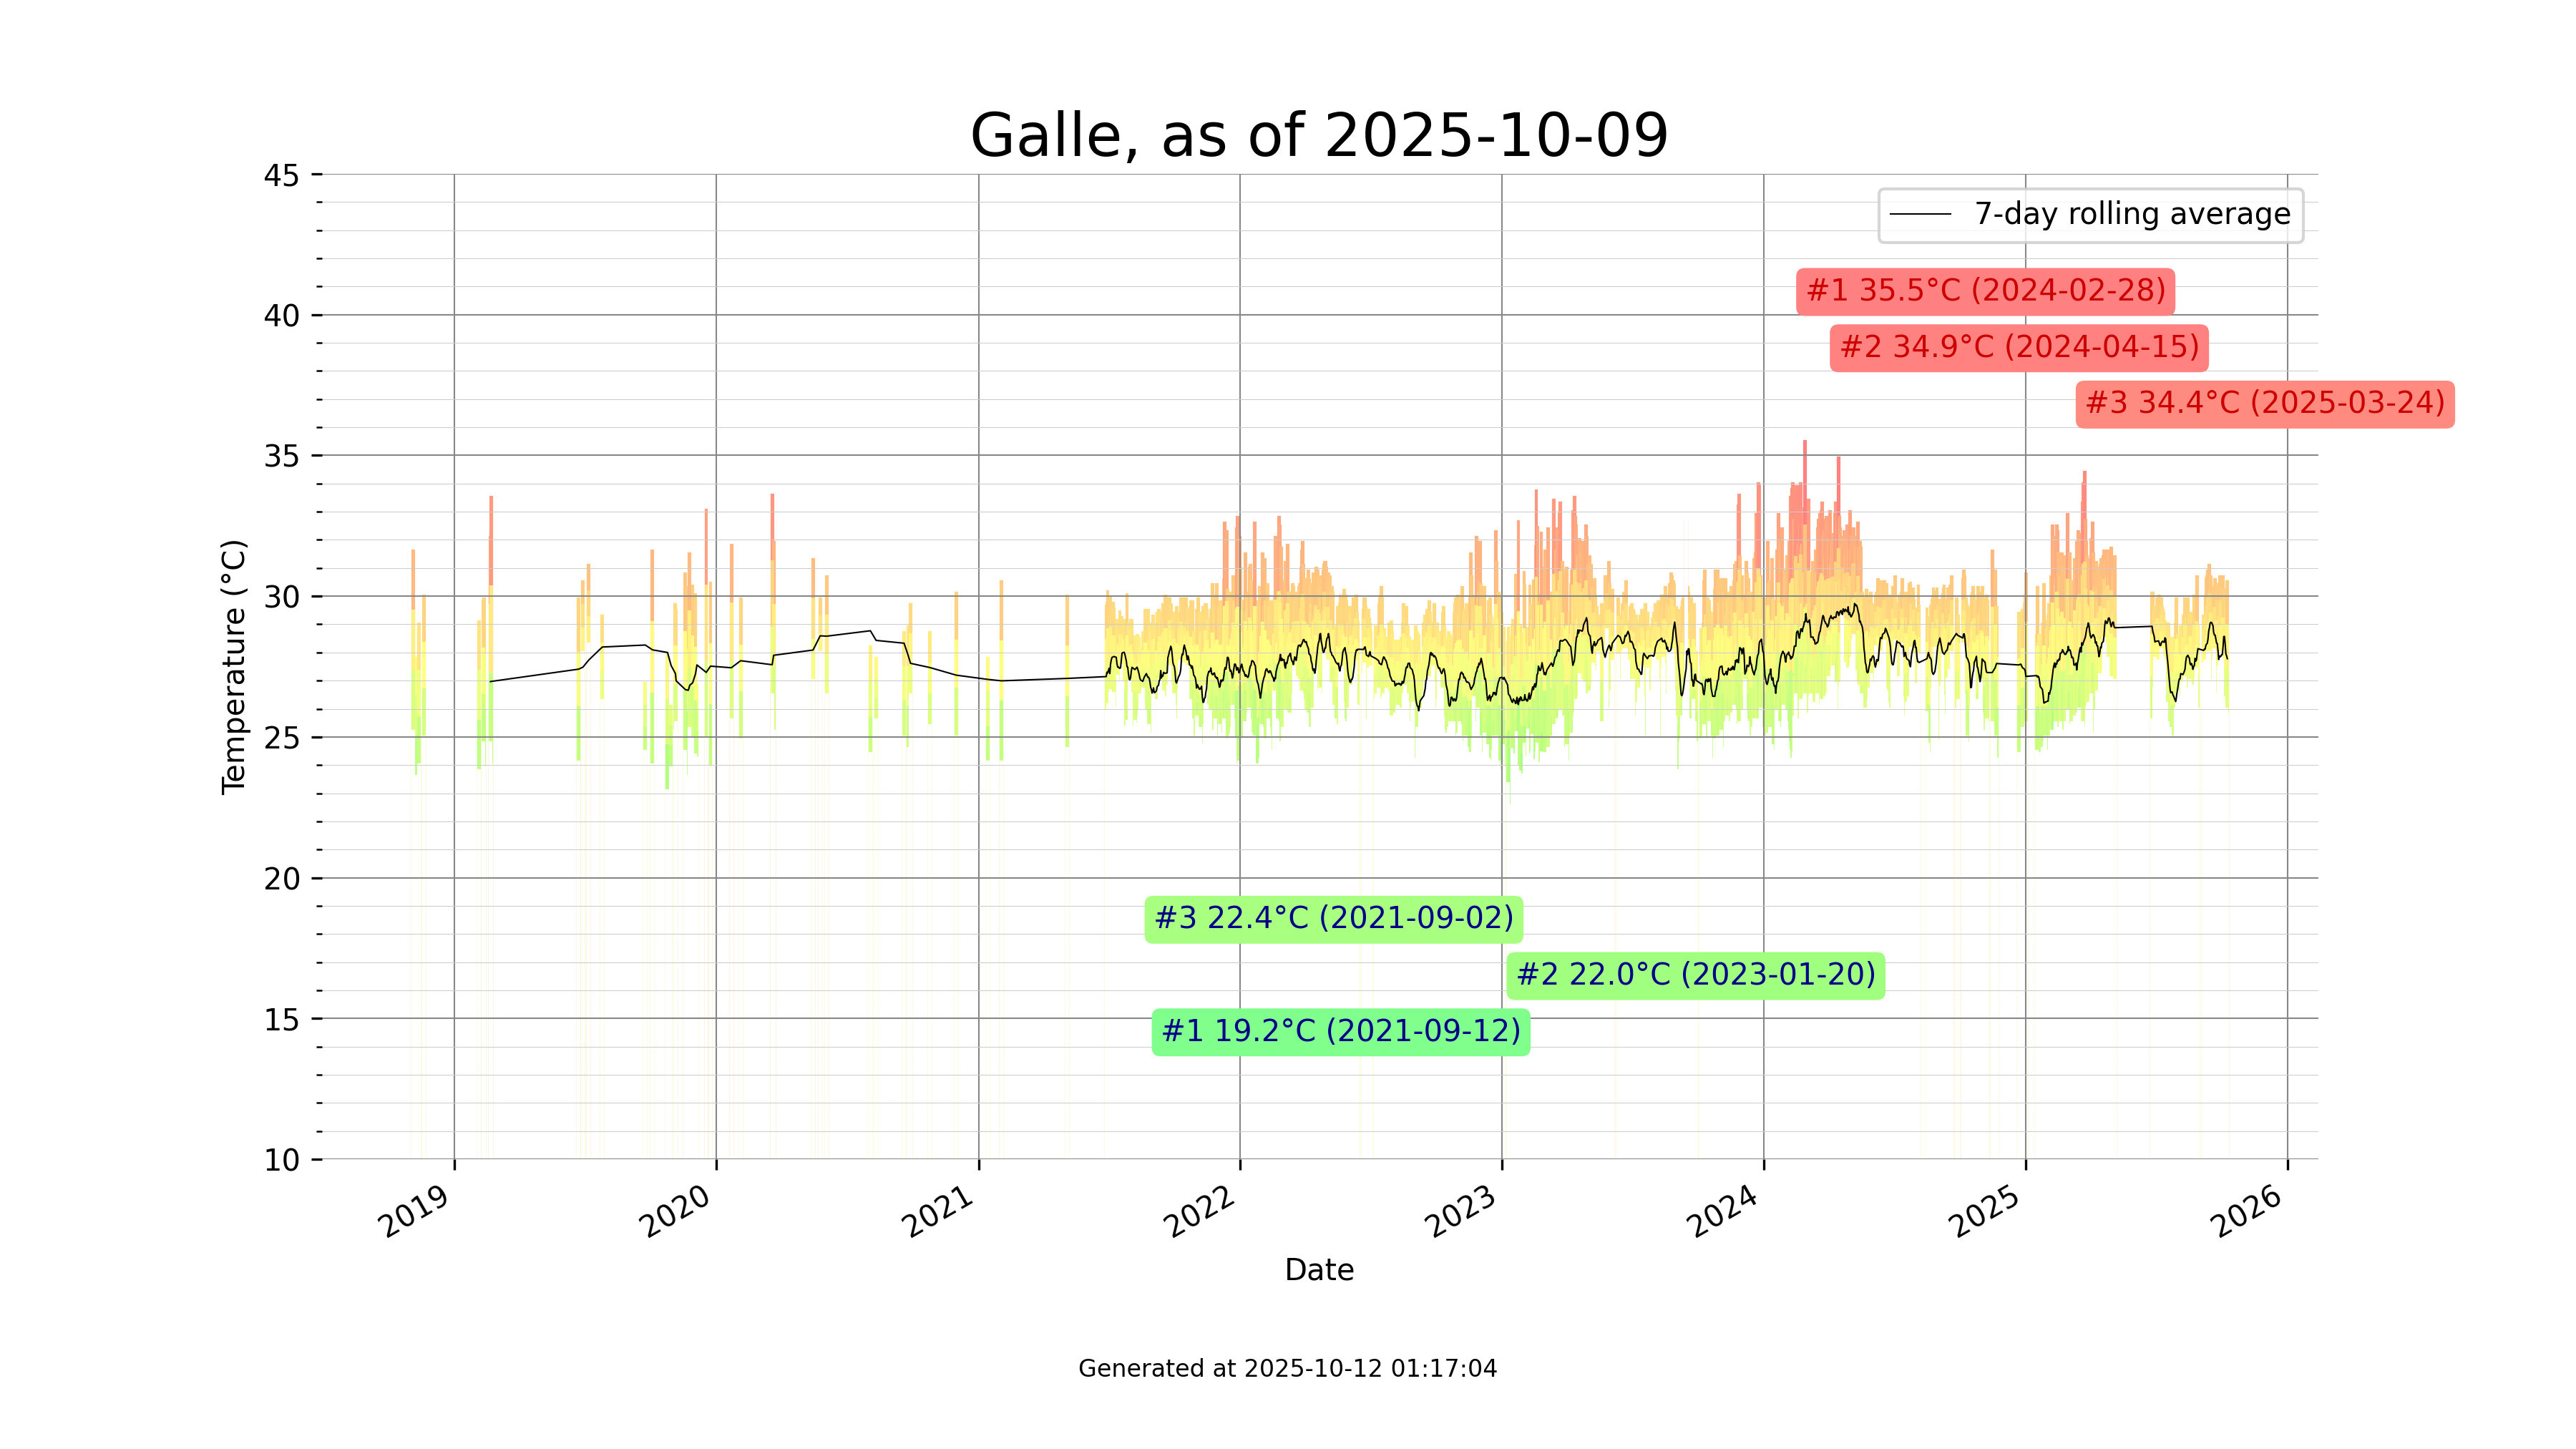 Galle, as of 2025-10-09
45
40
35
30
25
20
15
10
Temperature (°C)
7-day rolling average
#1 35.5°C (2024-02-28)
#2 34.9°C (2024-04-15)
#3 34.4°C (2025-03-24)
#3 22.4°C (2021-09-02)
#2 22.0°C (2023-01-20)
#1 19.2°C (2021-09-12)
2019
2020
2021
2022
2023
2024
2025
2026
Date
Generated at 2025-10-12 01:17:04